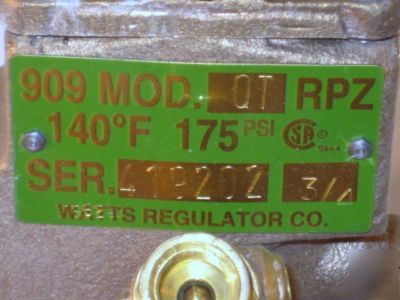 909 MOD. QT RPZ
140°F 175 PSI ®
SER. 419202 3/4
WATTS REGULATOR CO.